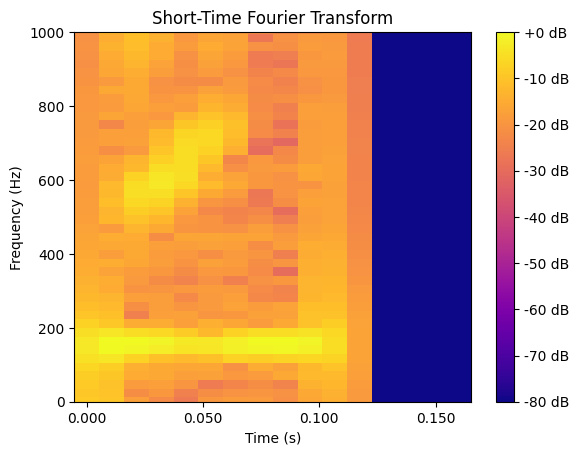 Short-Time Fourier Transform
1000
800
600
400
200
0
Frequency (Hz)
0.000
0.050
0.100
0.150
Time (s)
+0 dB
-10 dB
-20 dB
-30 dB
-40 dB
-50 dB
-60 dB
-70 dB
-80 dB